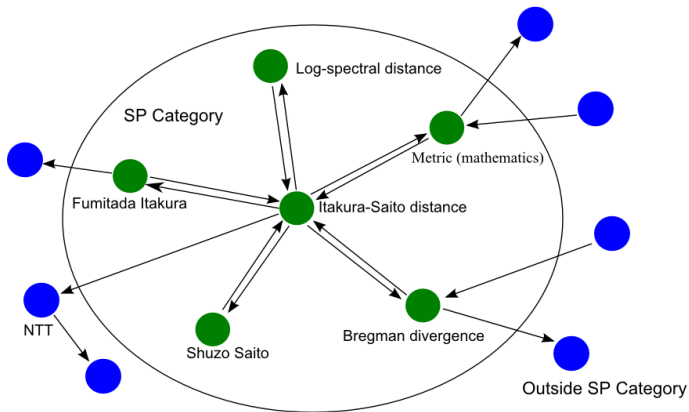 Log-spectral distance
SP Category
Metric (mathematics)
Fumitada Itakura
Itakura-Saito distance
NTT
Bregman divergence
Shuzo Saito
Outside SP Category